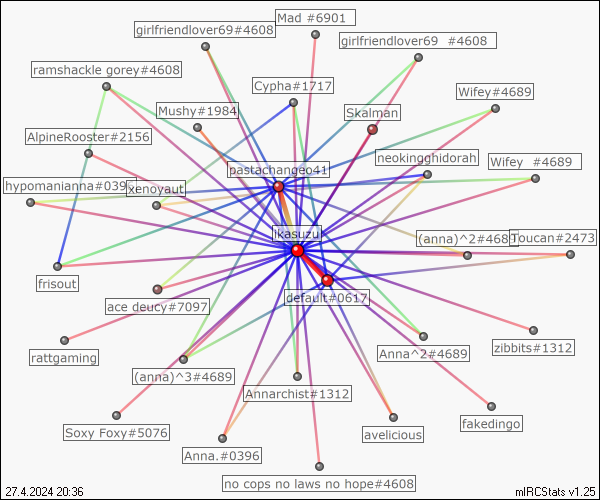 Mad #6901
girlfriendlover69#4608
girlfriendlover69 #4608
ramshackle gorey#4608
Cypha#1717
Wifey#4689
Mushy#1984
Skalman
AlpineRooster#2156
neokingghidorah
Wifey #4689
pastachangeo41
hypomanianna#039
xenoyaut
jkasuzu
(anna)^2#4689
Toucan#2473
frisout
default#0617
ace deucy#7097
rattgaming
zibbits#1312
Anna^2#4689
(anna)^3#4689
Annarchist#1312
fakedingo
Soxy Foxy#5076
avelicious
Anna.#0396
no cops no laws no hope#4608
27.4.2024 20:36
mIRCStats v1.25